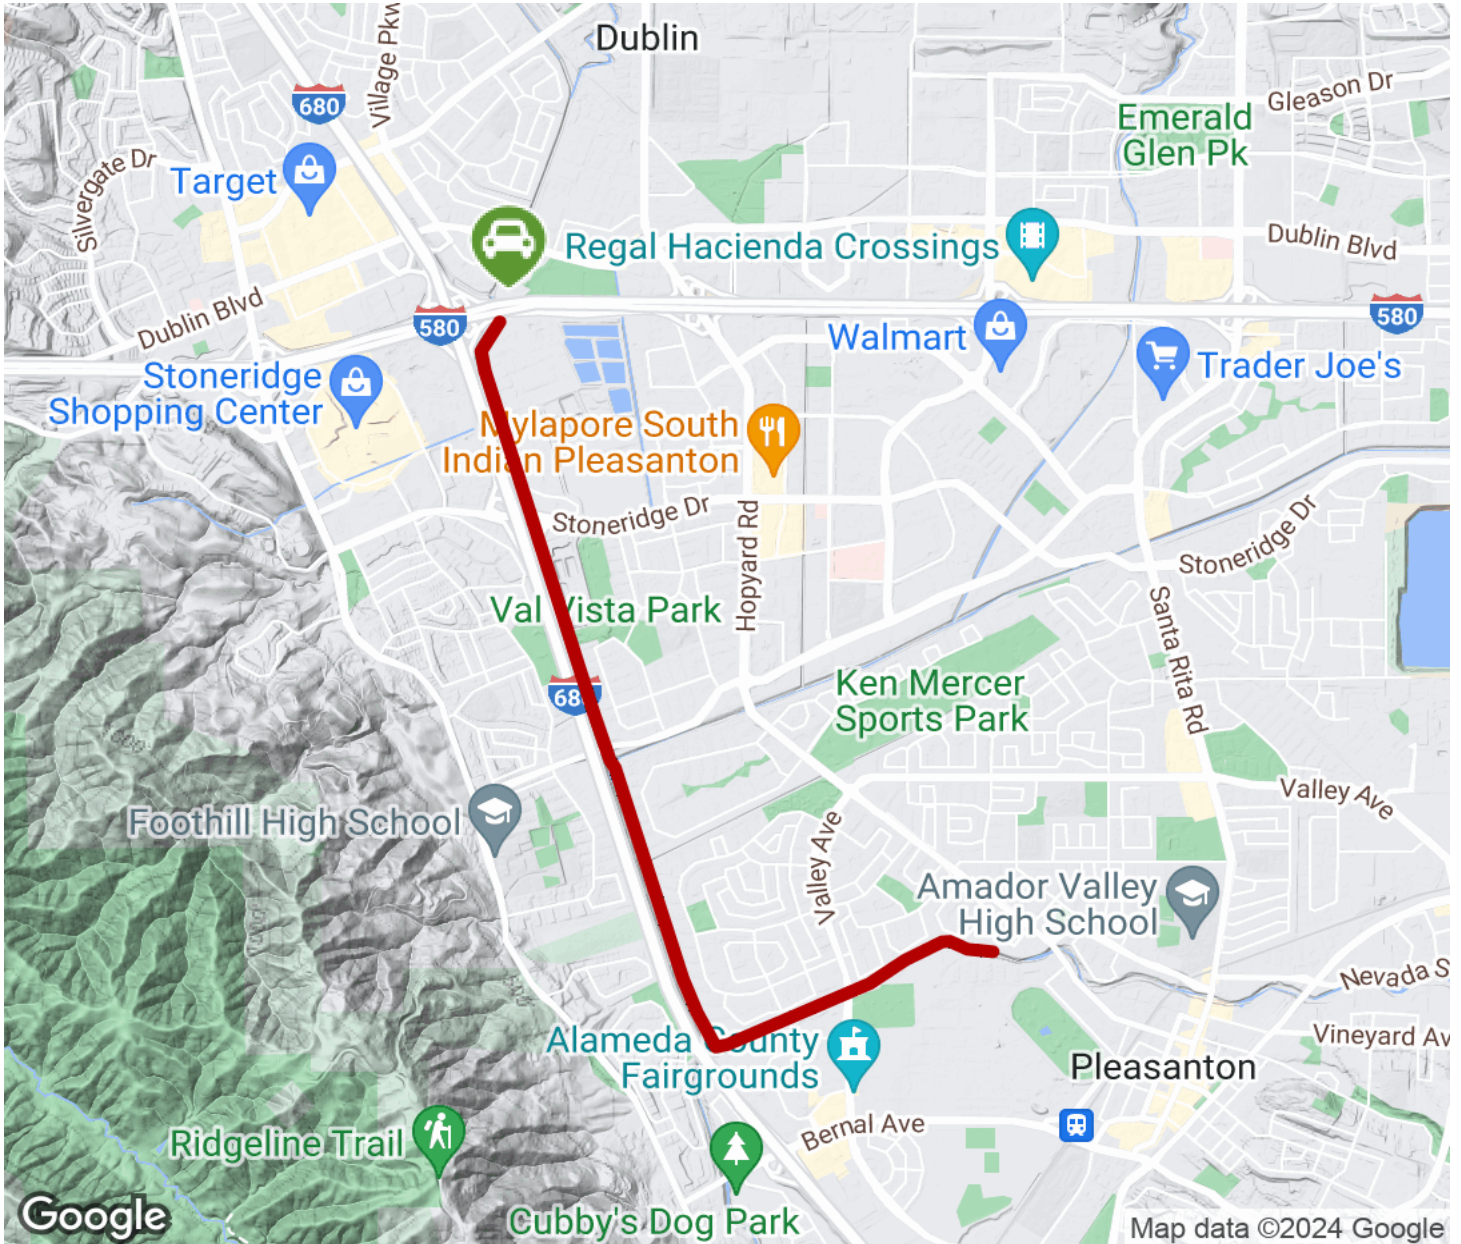 Dublin
Village Pkw
680
Gleason Dr
Emerald
Glen Pk
Silvergate Dr
Target
Regal Hacienda Crossings
Dublin Blvd
Dublin Blvd
580
580
Walmart
Trader Joe's
Stoneridge
Shopping Center
Mylapore South
Indian Pleasanton
Stoneridge Dr
Hopyard Rd
Stoneridge Dr
Val Vista Park
Santa Rita Rd
68
Ken Mercer
Sports Park
Foothill High School
Valley Ave
Valley Ave
Amador Valley
High School
Nevada S
Alameda County
Fairgrounds
Vineyard Av
Pleasanton
Bernal Ave
Ridgeline Trail
Cubby's Dog Park
Google
Map data ©2024 Google